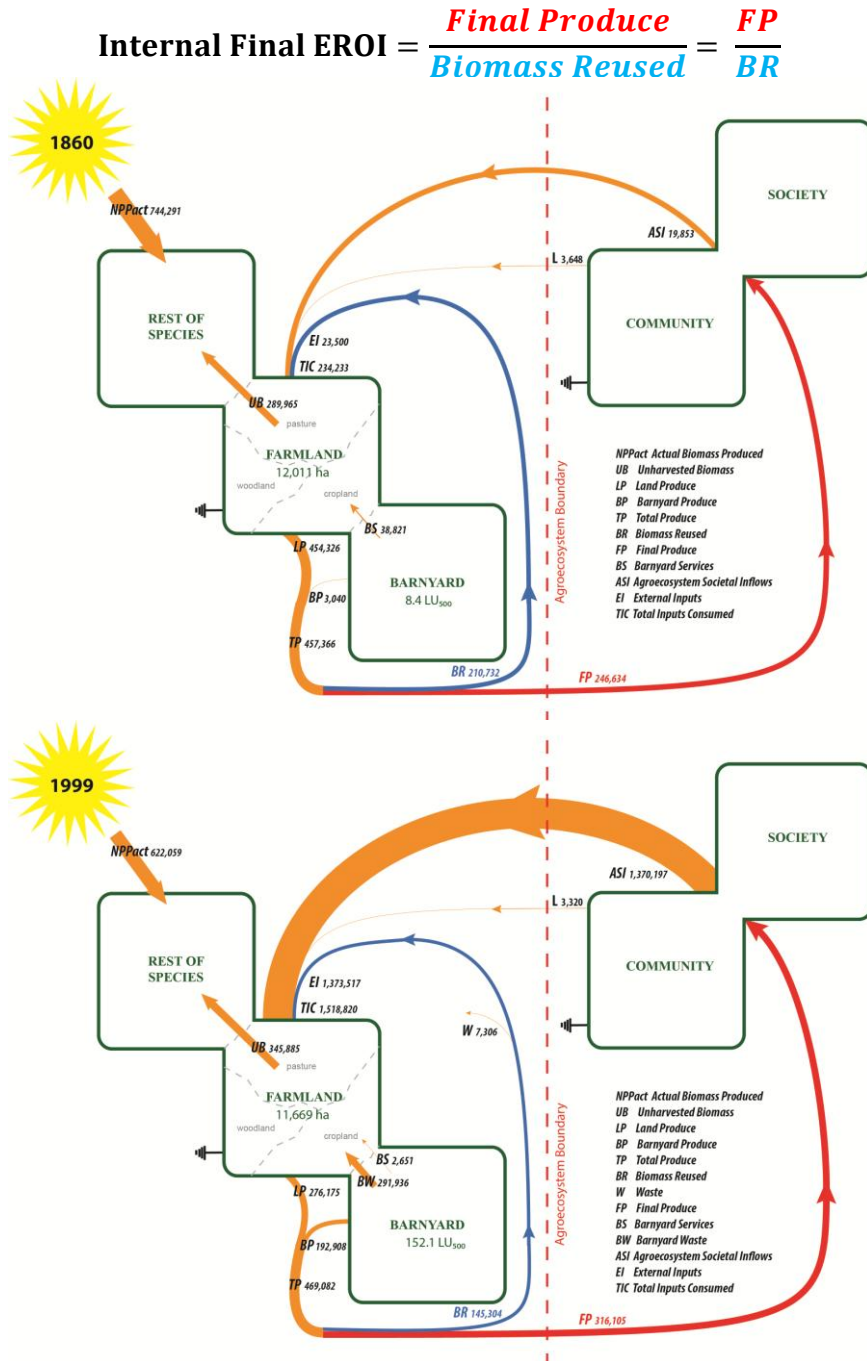 Internal Final EROI = Final Produce / Biomass Reused = FP / BR
1860
NPPact 744,291
SOCIETY
ASI 19,853
L 3,648
REST OF
SPECIES
COMMUNITY
EI 23,500
TIC 234,233
UB 289,965
pasture
FARMLAND
12,011 ha
woodland
cropland
BS 38,821
LP 454,326
BARNYARD
8.4 LU500
BP 3,040
TP 457,366
BR 210,732
FP 246,634
Agroecosystem Boundary
NPPact Actual Biomass Produced
UB Unharvested Biomass
LP Land Produce
BP Barnyard Produce
TP Total Produce
BR Biomass Reused
FP Final Produce
BS Barnyard Services
ASI Agroecosystem Societal Inflows
EI External Inputs
TIC Total Inputs Consumed
1999
NPPact 622,059
SOCIETY
ASI 1,370,197
L 3,320
REST OF
SPECIES
COMMUNITY
EI 1,373,517
TIC 1,518,820
W 7,306
UB 345,885
pasture
FARMLAND
11,669 ha
woodland
cropland
BS 2,651
BW 291,936
LP 276,175
BARNYARD
152.1 LU500
BP 192,908
TP 469,082
BR 145,304
FP 316,105
Agroecosystem Boundary
NPPact Actual Biomass Produced
UB Unharvested Biomass
LP Land Produce
BP Barnyard Produce
TP Total Produce
BR Biomass Reused
W Waste
FP Final Produce
BS Barnyard Services
BW Barnyard Waste
ASI Agroecosystem Societal Inflows
EI External Inputs
TIC Total Inputs Consumed